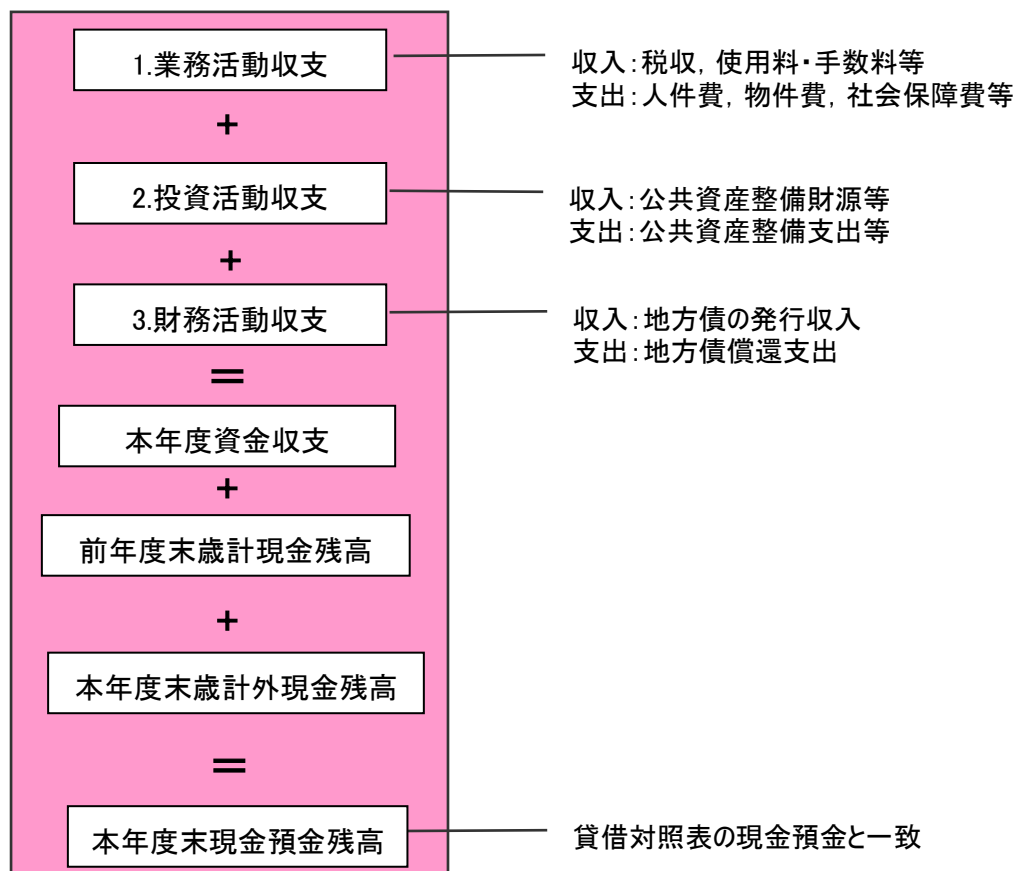 1.業務活動収支
収入：税収，使用料・手数料等
支出：人件費，物件費，社会保障費等
+
2.投資活動収支
収入：公共資産整備財源等
支出：公共資産整備支出等
+
3.財務活動収支
収入：地方債の発行収入
支出：地方債償還支出
＝
本年度資金収支
+
前年度末歳計現金残高
+
本年度末歳計外現金残高
＝
本年度末現金預金残高
貸借対照表の現金預金と一致